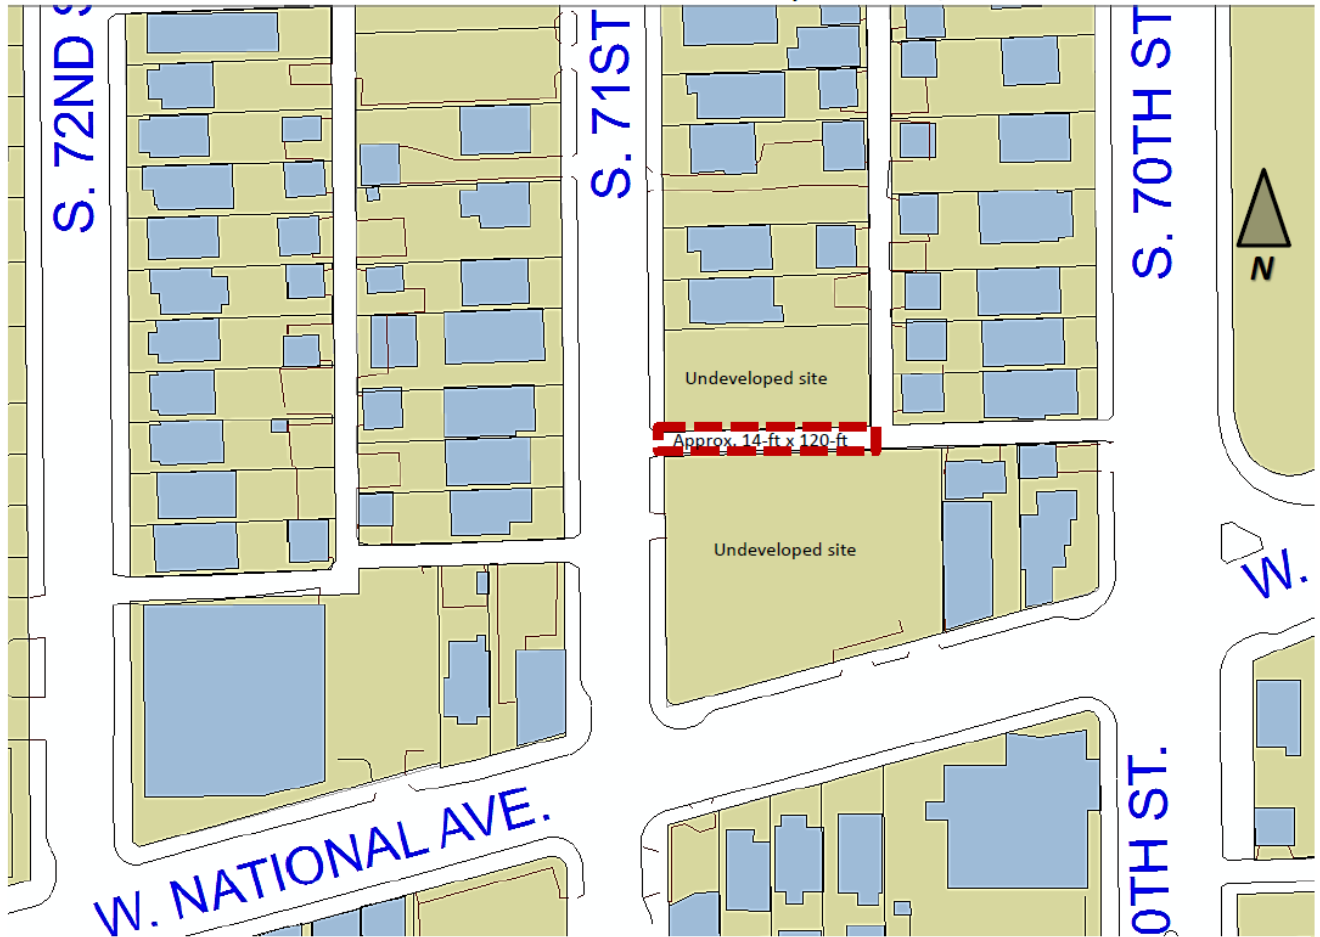 S. 72ND S
S. 71ST
S. 70TH ST
N
Undeveloped site
Approx. 14-ft x 120-ft
Undeveloped site
W.
W. NATIONAL AVE.
0TH ST.